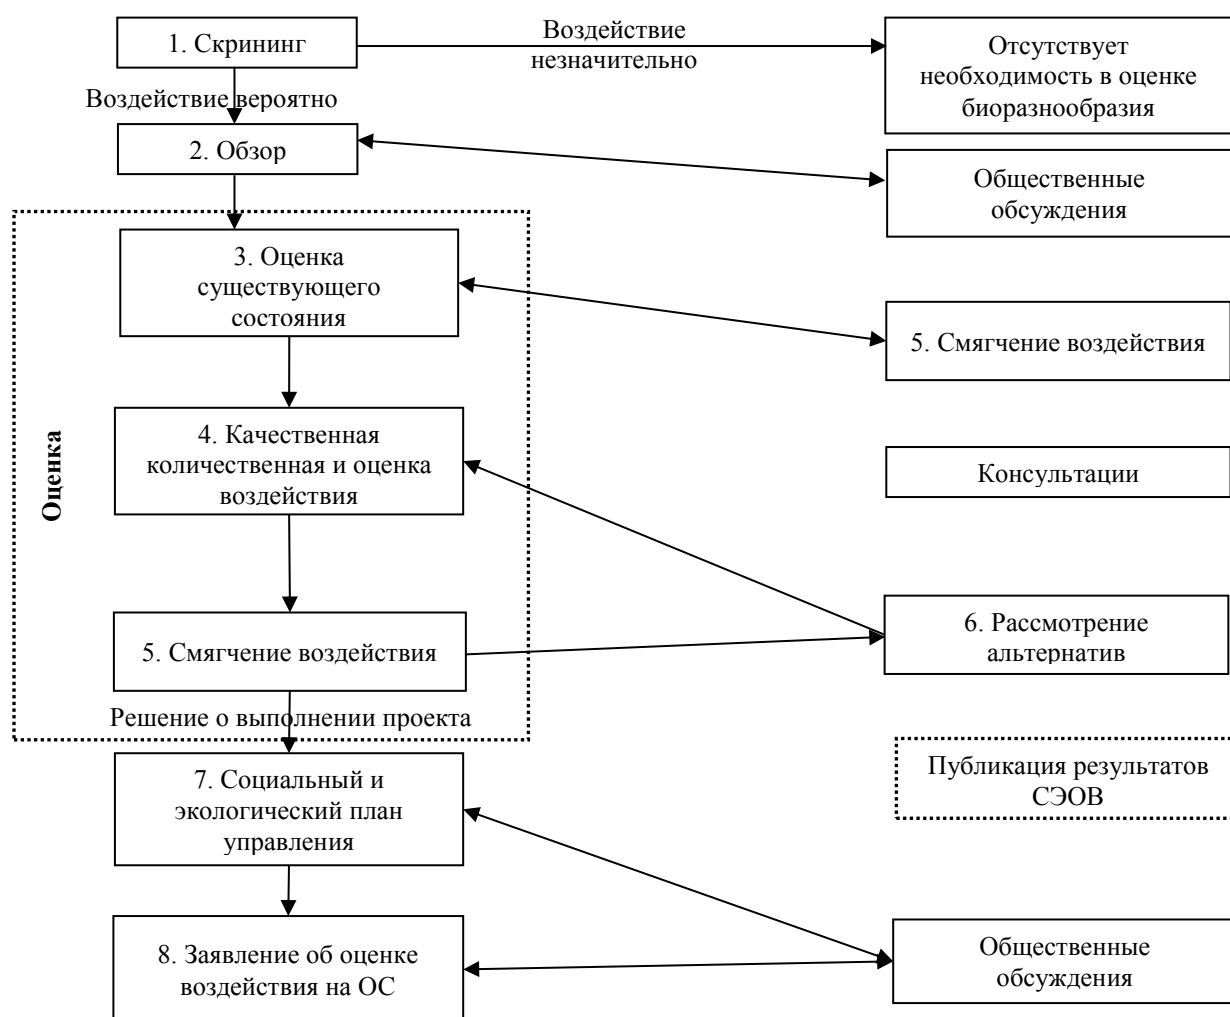 1. Скрининг
Воздействие
незначительно
Отсутствует
необходимость в оценке
биоразнообразия
Воздействие вероятно
2. Обзор
Общественные
обсуждения
3. Оценка
существующего
состояния
5. Смягчение воздействия
Оценка
4. Качественная
количественная и оценка
воздействия
Консультации
5. Смягчение воздействия
6. Рассмотрение
альтернатив
Решение о выполнении проекта
7. Социальный и
экологический план
управления
Публикация результатов
СЭОВ
8. Заявление об оценке
воздействия на ОС
Общественные
обсуждения